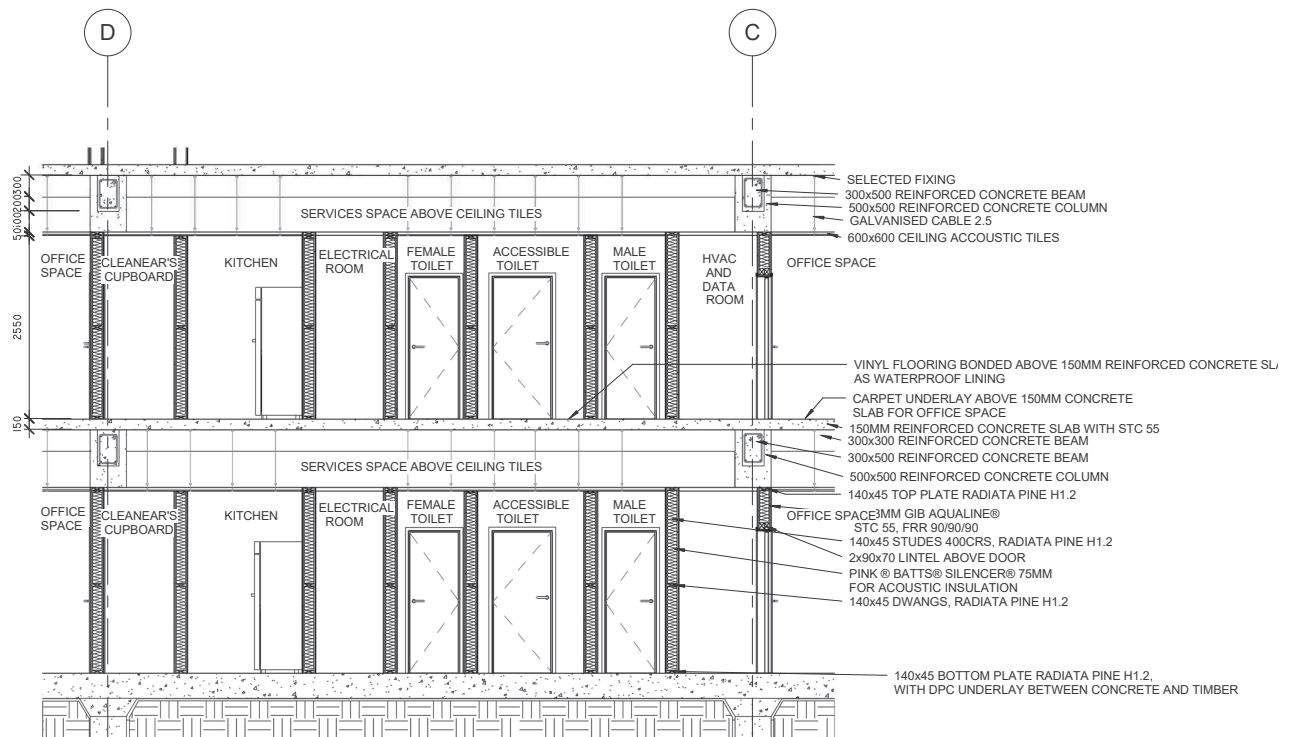 D
C
SELECTED FIXING
300x500 REINFORCED CONCRETE BEAM
500x500 REINFORCED CONCRETE COLUMN
GALVANISED CABLE 2.5
600x600 CEILING ACCOUSTIC TILES
300
200
SERVICES SPACE ABOVE CEILING TILES
OFFICE
SPACE
CLEANEAR'S
CUPBOARD
KITCHEN
ELECTRICAL
ROOM
FEMALE
TOILET
ACCESSIBLE
TOILET
MALE
TOILET
HVAC
AND
DATA
ROOM
OFFICE SPACE
2550
150
VINYL FLOORING BONDED ABOVE 150MM REINFORCED CONCRETE
AS WATERPROOF LINING
CARPET UNDERLAY ABOVE 150MM CONCRETE
SLAB FOR OFFICE SPACE
150MM REINFORCED CONCRETE SLAB WITH STC 55
300x300 REINFORCED CONCRETE BEAM
300x500 REINFORCED CONCRETE BEAM
500x500 REINFORCED CONCRETE COLUMN
SERVICES SPACE ABOVE CEILING TILES
140x45 TOP PLATE RADIATA PINE H1.2
OFFICE
SPACE
CLEANEAR'S
CUPBOARD
KITCHEN
ELECTRICAL
ROOM
FEMALE
TOILET
ACCESSIBLE
TOILET
MALE
TOILET
OFFICE SPACE
GIB AQUALINE®
STC 55, FRR 90/90/90
140x45 STUDES 400CRS, RADIATA PINE H1.2
2x90x70 LINTEL ABOVE DOOR
PINK ® BATTS® SILENCER® 75MM
FOR ACOUSTIC INSULATION
140x45 DWANGS, RADIATA PINE H1.2
140x45 BOTTOM PLATE RADIATA PINE H1.2,
WITH DPC UNDERLAY BETWEEN CONCRETE AND TIMBER